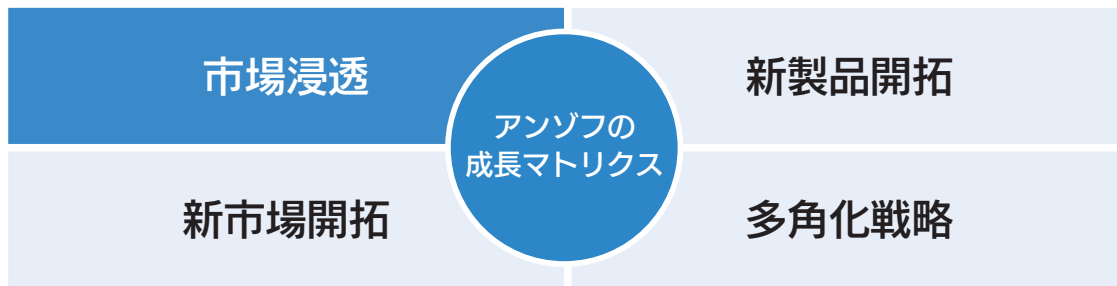 市場浸透
新製品開拓
アンゾフの
成長マトリクス
新市場開拓
多角化戦略